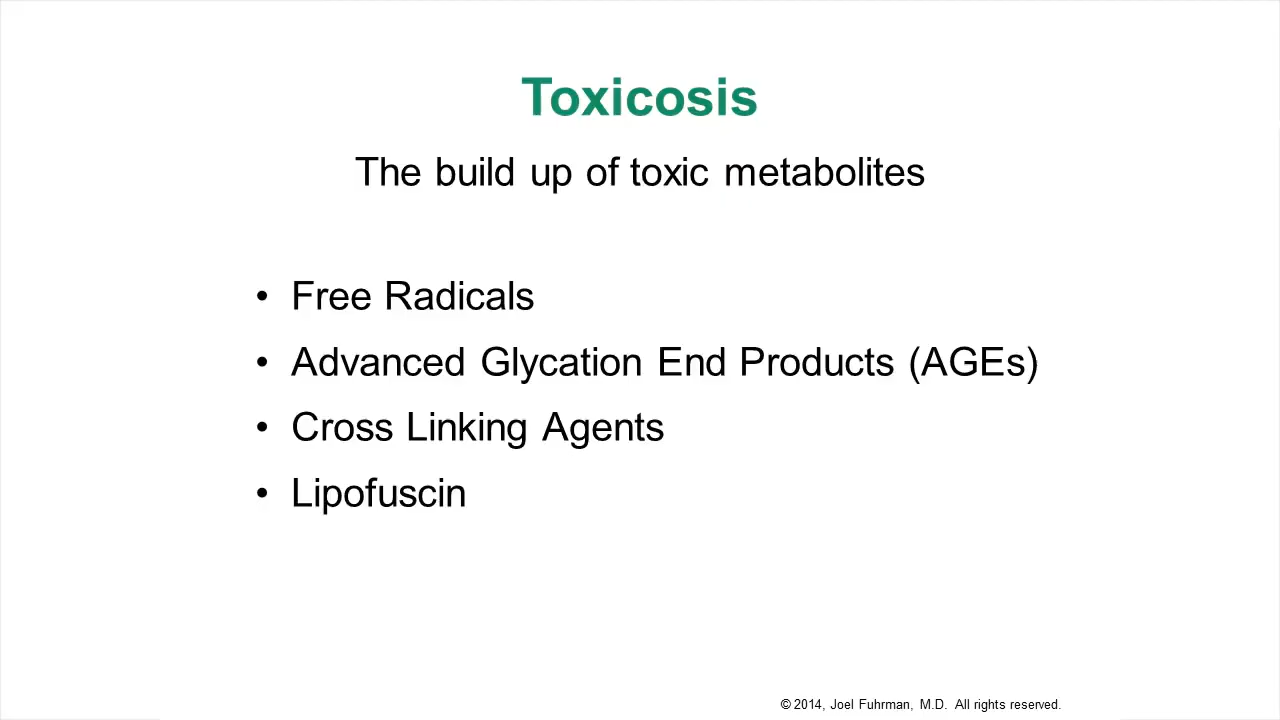 Toxicosis
The build up of toxic metabolites
• Free Radicals
• Advanced Glycation End Products (AGEs)
• Cross Linking Agents
• Lipofuscin
© 2014, Joel Fuhrman, M.D. All rights reserved.